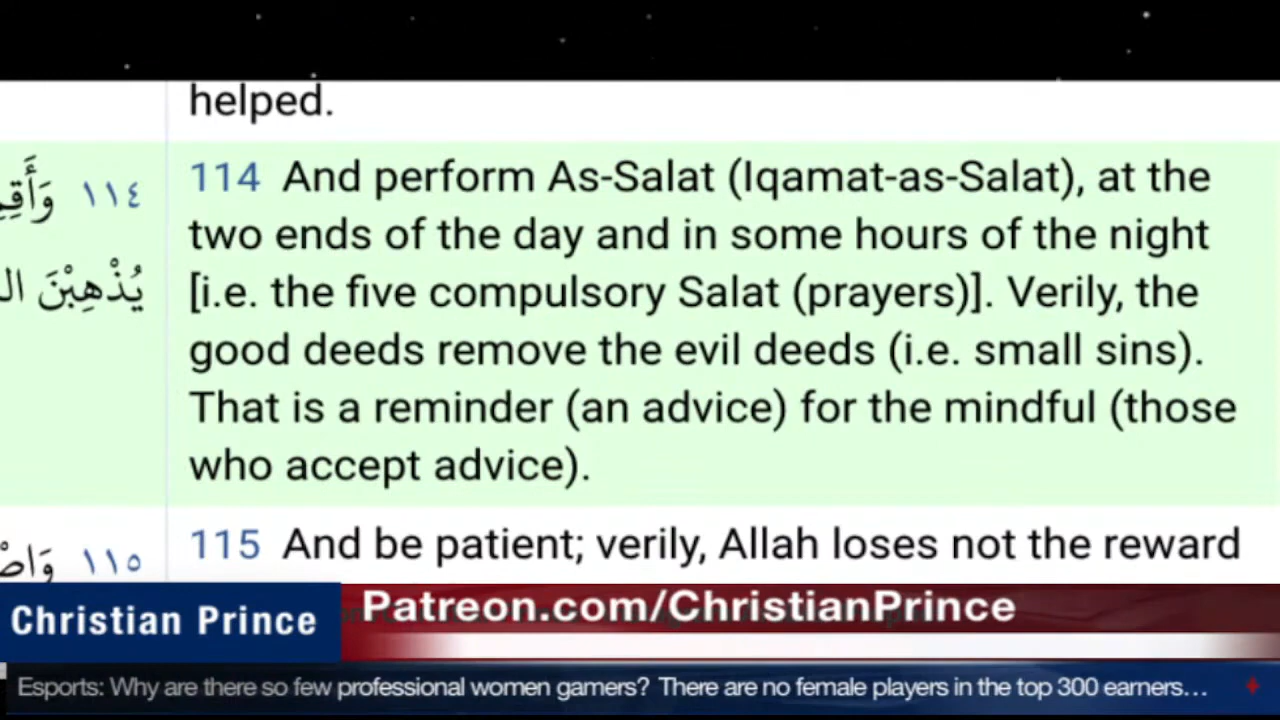 helped.
114 And perform As-Salat (Iqamat-as-Salat), at the
two ends of the day and in some hours of the night
[i.e. the five compulsory Salat (prayers)]. Verily, the
good deeds remove the evil deeds (i.e. small sins).
That is a reminder (an advice) for the mindful (those
who accept advice).
١١٤
يُذْهِبْنَ
115 And be patient; verily, Allah loses not the reward
١١٥
Christian Prince
Patreon.com/ChristianPrince
Esports: Why are there so few professional women gamers? There are no female players in the top 300 earners…